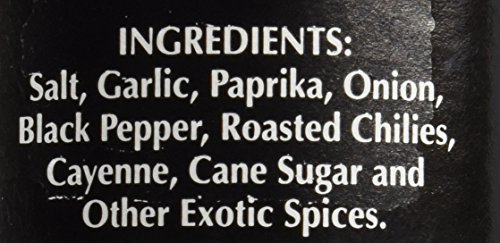 INGREDIENTS:
Salt, Garlic, Paprika, Onion,
Black Pepper, Roasted Chilies,
Cayenne, Cane Sugar and
Other Exotic Spices.